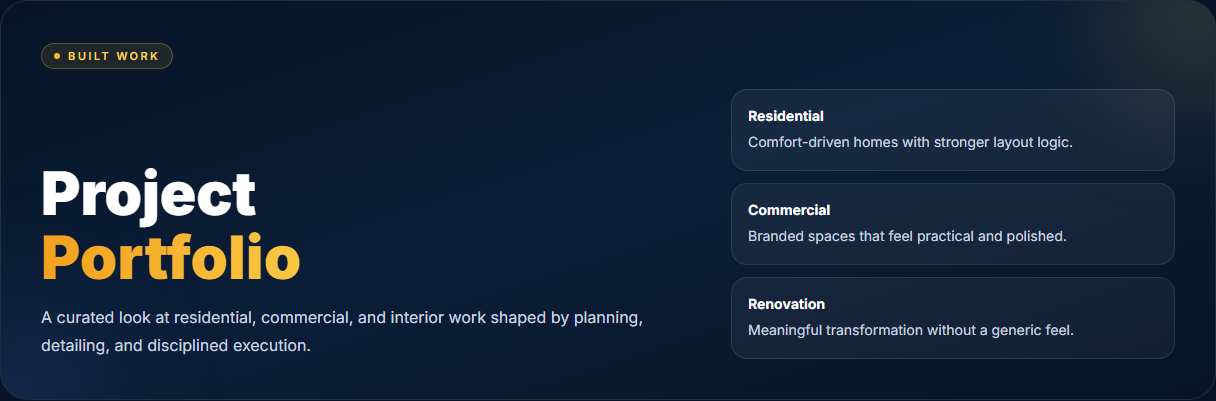 BUILT WORK
Project
Portfolio
A curated look at residential, commercial, and interior work shaped by planning,
detailing, and disciplined execution.
Residential
Comfort-driven homes with stronger layout logic.
Commercial
Branded spaces that feel practical and polished.
Renovation
Meaningful transformation without a generic feel.